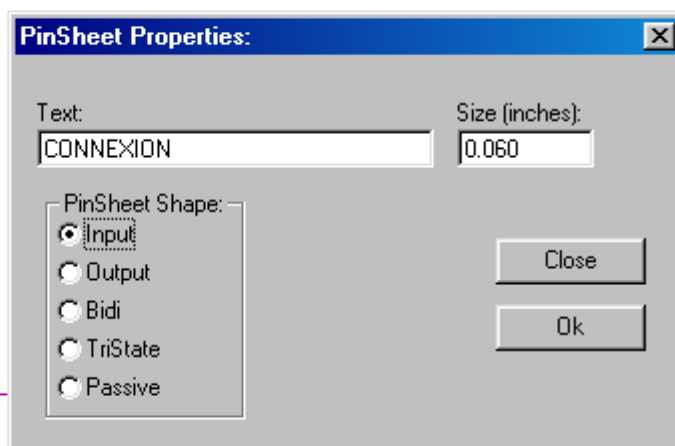 PinSheet Properties:
Text: Size (inches):
CONNEXION 0.060
PinSheet Shape:
Input
Output
Bidi
TriState
Passive
Close
Ok